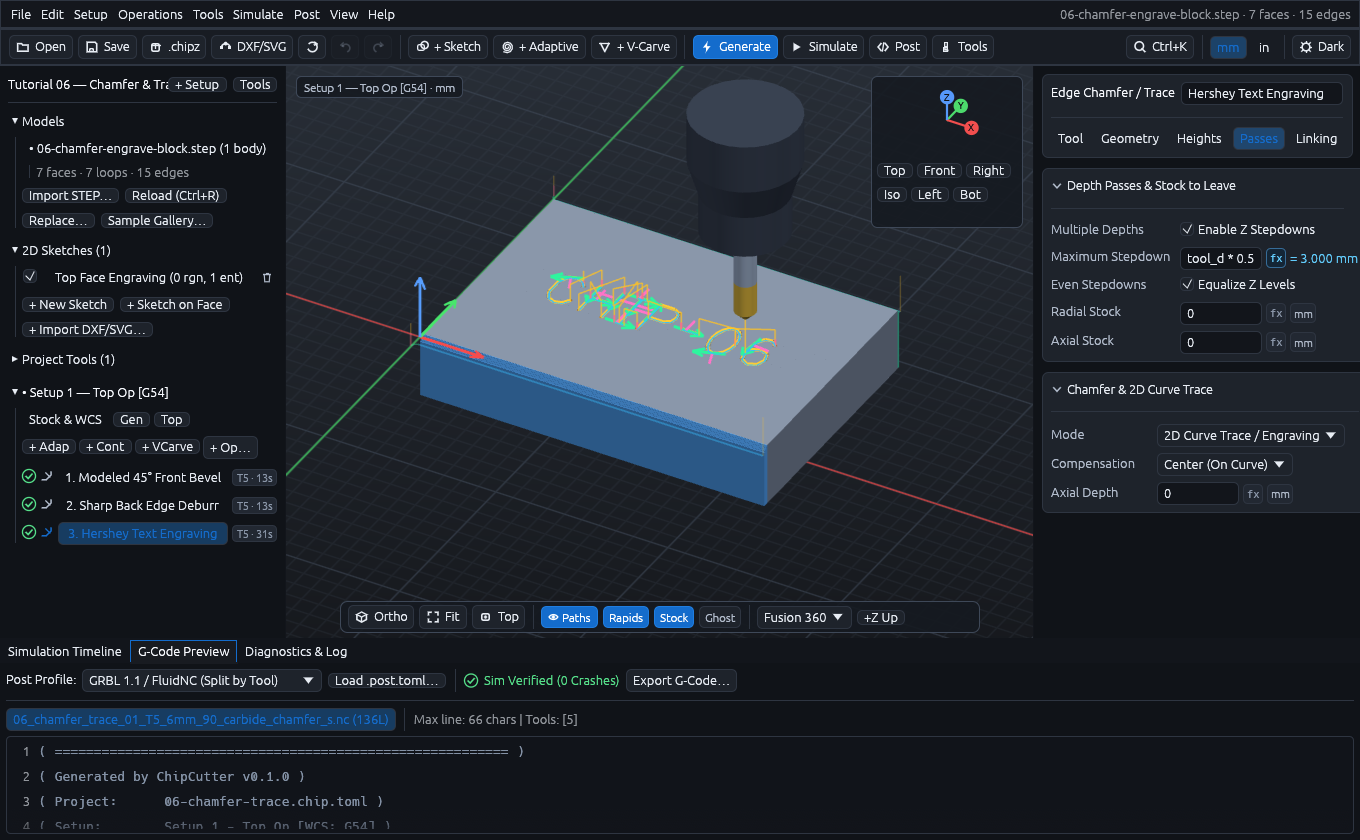 File Edit Setup Operations Tools Simulate Post View Help
06-chamfer-engrave-block.step · 7 faces · 15 edges
Open Save .chipz DXF/SVG + Sketch + Adaptive + V-Carve Generate Simulate Post Tools Ctrl+K mm in Dark
Tutorial 06 — Chamfer & Tra + Setup Tools
Models
• 06-chamfer-engrave-block.step (1 body)
7 faces · 7 loops · 15 edges
Import STEP… Reload (Ctrl+R)
Replace… Sample Gallery…
2D Sketches (1)
Top Face Engraving (0 rgn, 1 ent)
+ New Sketch + Sketch on Face
+ Import DXF/SVG…
Project Tools (1)
• Setup 1 — Top Op [G54]
Stock & WCS Gen Top
+ Adap + Cont + VCarve + Op…
1. Modeled 45° Front Bevel T5 · 13s
2. Sharp Back Edge Deburr T5 · 13s
3. Hershey Text Engraving T5 · 31s
Setup 1 — Top Op [G54] · mm
Z
Y
X
Top Front Right
Iso Left Bot
Ortho Fit Top Paths Rapids Stock Ghost Fusion 360 +Z Up
Edge Chamfer / Trace Hershey Text Engraving
Tool Geometry Heights Passes Linking
Depth Passes & Stock to Leave
Multiple Depths Enable Z Stepdowns
Maximum Stepdown tool_d * 0.5 fx = 3.000 mm
Even Stepdowns Equalize Z Levels
Radial Stock 0 fx mm
Axial Stock 0 fx mm
Chamfer & 2D Curve Trace
Mode 2D Curve Trace / Engraving
Compensation Center (On Curve)
Axial Depth 0 fx mm
Simulation Timeline G-Code Preview Diagnostics & Log
Post Profile: GRBL 1.1 / FluidNC (Split by Tool) Load .post.toml… Sim Verified (0 Crashes) Export G-Code…
06_chamfer_trace_01_T5_6mm_90_carbide_chamfer_s.nc (136L) Max line: 66 chars | Tools: [5]
1 ( ========================================================== )
2 ( Generated by ChipCutter v0.1.0 )
3 ( Project: 06-chamfer-trace.chip.toml )
4 ( Setup: Setup 1 - Top Op [WCS: G54] )